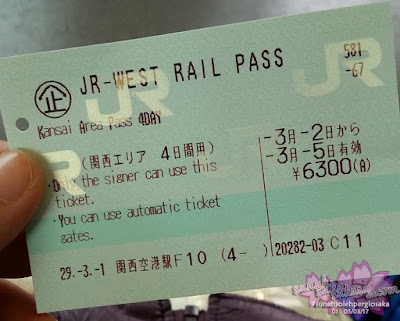 581
-67
㊭ JR-WEST RAIL PASS
Kansai Area Pass 4DAY
(関西エリア 4日間用)
-3月-2日から
-3月-5日有効
¥6300(A)
・Only the signer can use this ticket.
・You can use automatic ticket gates.
29.-3.-1 関西空港駅F10 (4- ) 20282-03 C11
JR
JR
#sunahsolehpergiosaka